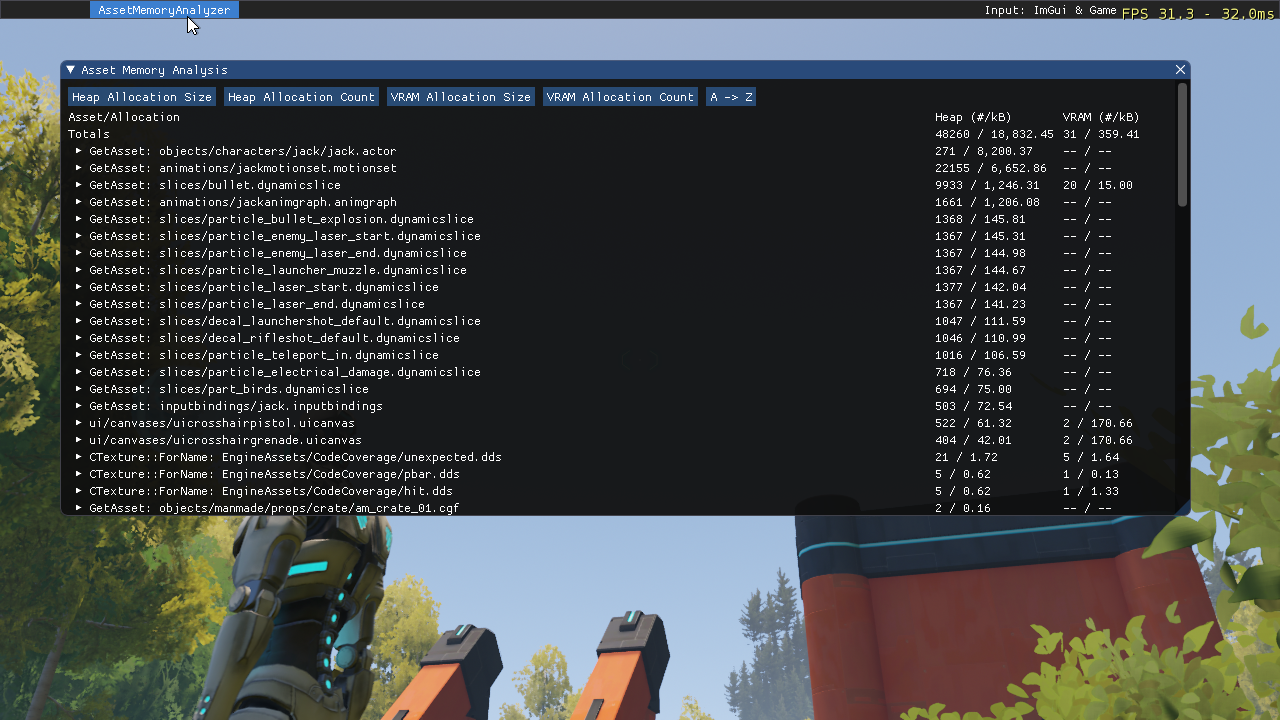 AssetMemoryAnalyzer Input: ImGui & Game FPS 31,3 - 32,0ms
Asset Memory Analysis
Heap Allocation Size Heap Allocation Count VRAM Allocation Size VRAM Allocation Count A -> Z
Asset/Allocation Heap (#/kB) VRAM (#/kB)
Totals 48260 / 18,832.45 31 / 359.41
GetAsset: objects/characters/jack/jack.actor 271 / 8,200.37 -- / --
GetAsset: animations/jackmotionset.motionset 22155 / 6,652.86 -- / --
GetAsset: slices/bullet.dynamicslice 9933 / 1,246.31 20 / 15.00
GetAsset: animations/jackanimgraph.animgraph 1661 / 1,206.08 -- / --
GetAsset: slices/particle_bullet_explosion.dynamicslice 1368 / 145.81 -- / --
GetAsset: slices/particle_enemy_laser_start.dynamicslice 1367 / 145.31 -- / --
GetAsset: slices/particle_enemy_laser_end.dynamicslice 1367 / 144.98 -- / --
GetAsset: slices/particle_launcher_muzzle.dynamicslice 1367 / 144.67 -- / --
GetAsset: slices/particle_laser_start.dynamicslice 1377 / 142.04 -- / --
GetAsset: slices/particle_laser_end.dynamicslice 1367 / 141.23 -- / --
GetAsset: slices/decal_launchershot_default.dynamicslice 1047 / 111.59 -- / --
GetAsset: slices/decal_rifleshot_default.dynamicslice 1046 / 110.99 -- / --
GetAsset: slices/particle_teleport_in.dynamicslice 1016 / 106.59 -- / --
GetAsset: slices/particle_electrical_damage.dynamicslice 718 / 76.36 -- / --
GetAsset: slices/part_birds.dynamicslice 694 / 75.00 -- / --
GetAsset: inputbindings/jack.inputbindings 503 / 72.54 -- / --
ui/canvases/uicrosshairpistol.uicanvas 522 / 61.32 2 / 170.66
ui/canvases/uicrosshairgrenade.uicanvas 404 / 42.01 2 / 170.66
CTexture::ForName: EngineAssets/CodeCoverage/unexpected.dds 21 / 1.72 5 / 1.64
CTexture::ForName: EngineAssets/CodeCoverage/pbar.dds 5 / 0.62 1 / 0.13
CTexture::ForName: EngineAssets/CodeCoverage/hit.dds 5 / 0.62 1 / 1.33
GetAsset: objects/manmade/props/crate/am_crate_01.cgf 2 / 0.16 -- / --